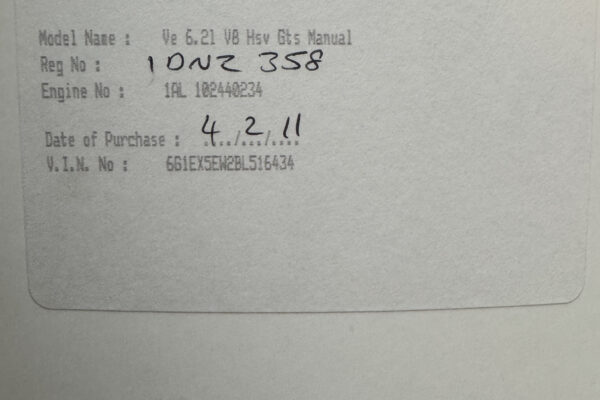 Model Name : Ve 6.2l V8 Hsv Gts Manual
Reg No : 1DNZ 358
Engine No : 1AL 102440234
Date of Purchase : 4/2/11
V.I.N. No : 6G1EX5EW2BL516434